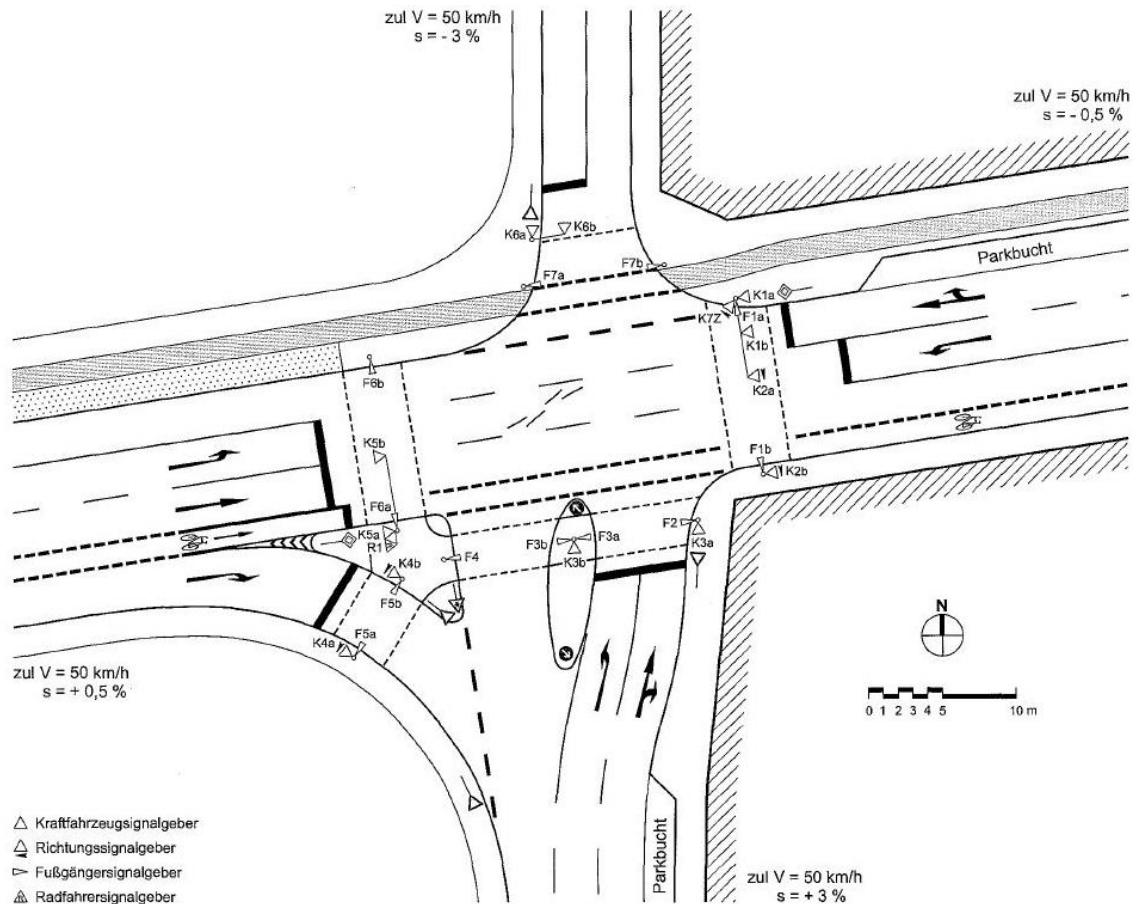 zul V = 50 km/h
s = - 3 %
zul V = 50 km/h
s = - 0,5 %
K6a
K6b
F7b
F7a
Parkbucht
K1a
K7Z
F1a
K1b
K2a
F6b
K5b
F1b
K2b
F6a
K5a
R1
F2
K3a
F3b
F3a
K3b
F4
K4b
F5b
K4a
F5a
N
zul V = 50 km/h
s = + 0,5 %
0 1 2 3 4 5 10 m
Kraftfahrzeugsignalgeber
Richtungssignalgeber
Fußgängersignalgeber
Radfahrersignalgeber
Parkbucht
zul V = 50 km/h
s = + 3 %